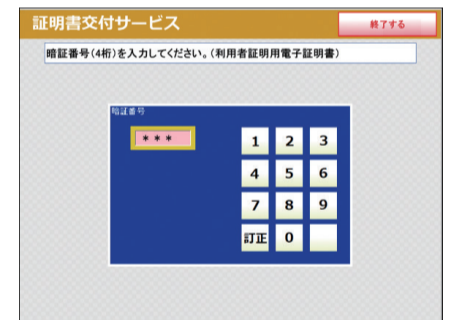 証明書交付サービス
終了する
暗証番号(4桁)を入力してください。(利用者証明用電子証明書)
暗証番号
***
1 2 3
4 5 6
7 8 9
訂正 0